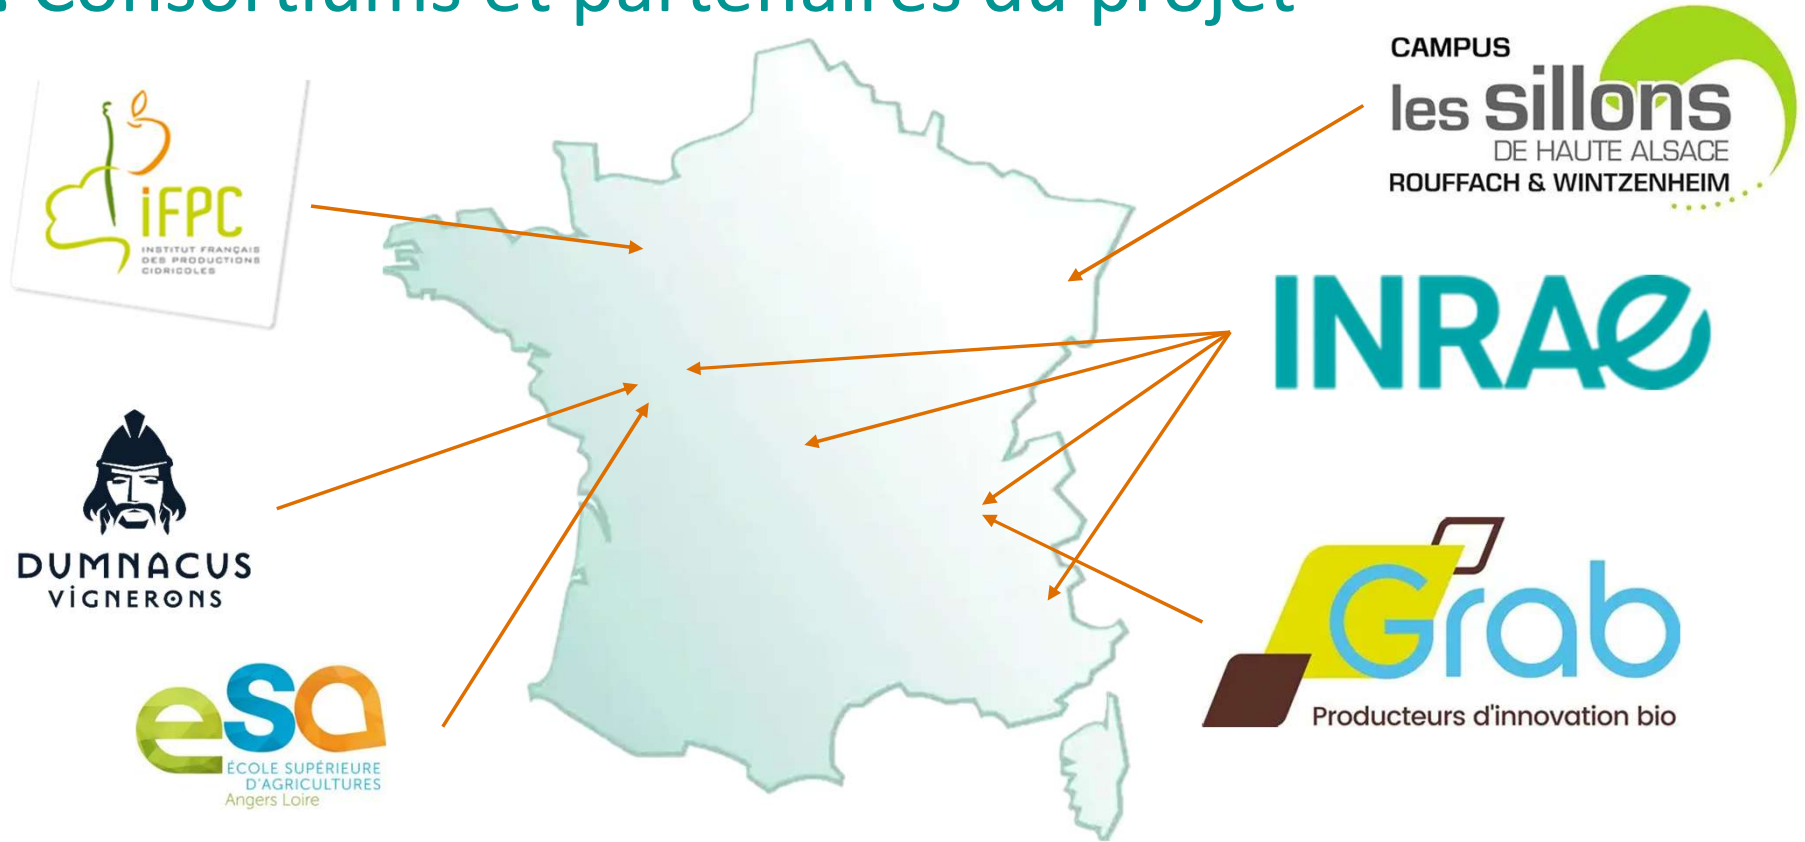 . Consortiums et partenaires du projet
iFPC
INSTITUT FRANÇAIS
DES PRODUCTIONS
CIDRICOLES
CAMPUS
les sillons
DE HAUTE ALSACE
ROUFFACH & WINTZENHEIM
INRAE
DUMNACUS
ViGNERONS
Grab
Producteurs d'innovation bio
esa
ÉCOLE SUPÉRIEURE
D'AGRICULTURES
Angers Loire